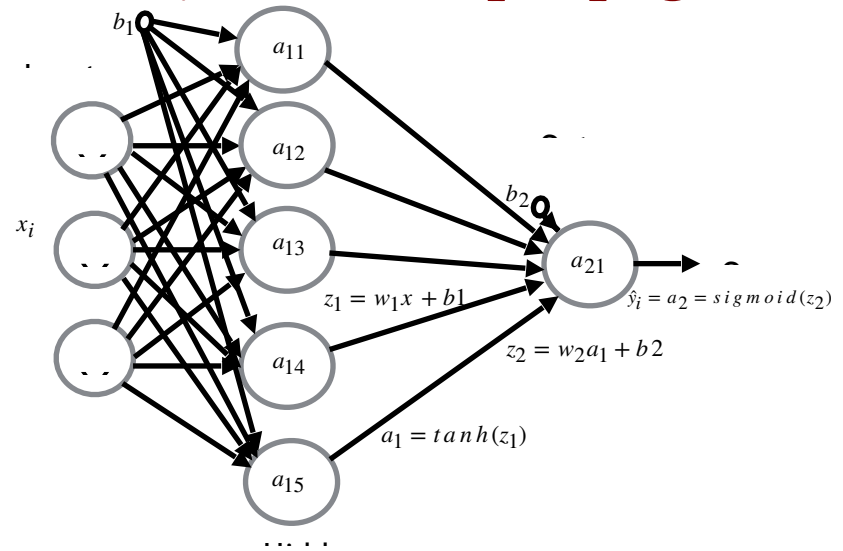 b₁
a₁₁
a₁₂
xᵢ
a₁₃
b₂
a₂₁
z₁ = w₁x + b1
ŷᵢ = a₂ = sigmoid(z₂)
a₁₄
z₂ = w₂a₁ + b2
a₁ = tanh(z₁)
a₁₅